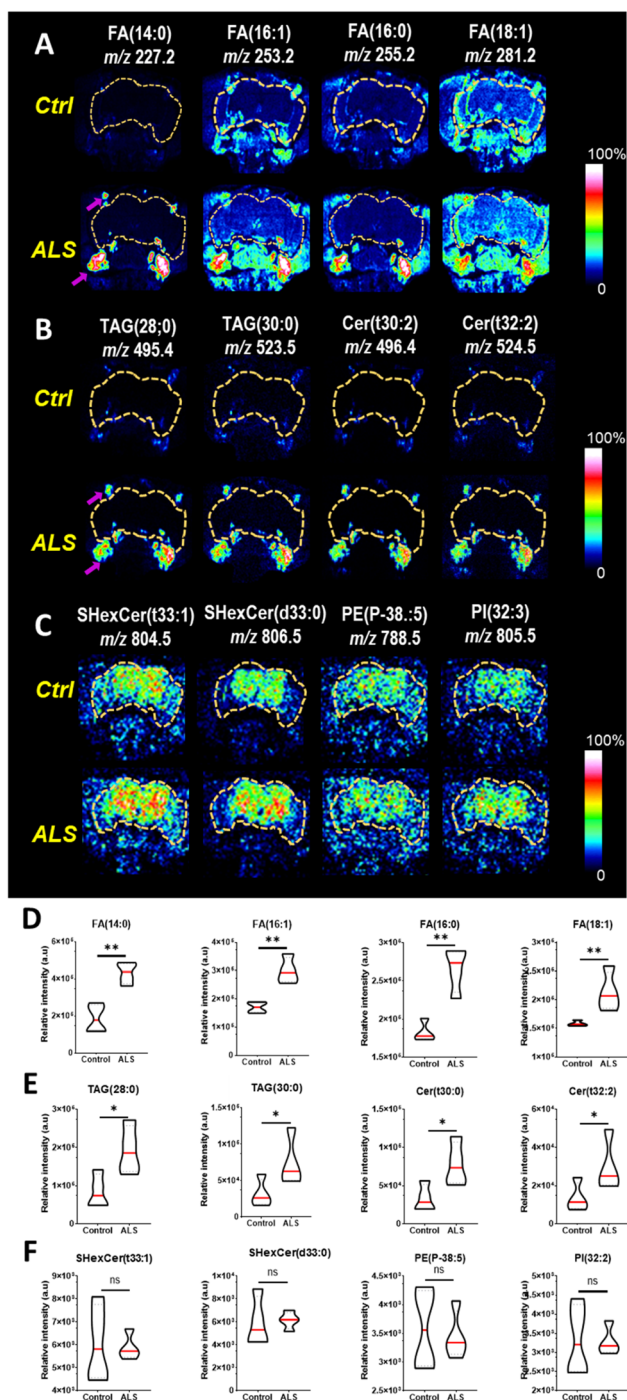 A
FA(14:0) FA(16:1) FA(16:0) FA(18:1)
m/z 227.2 m/z 253.2 m/z 255.2 m/z 281.2
Ctrl
100%
ALS
0
B
TAG(28;0) TAG(30:0) Cer(t30:2) Cer(t32:2)
m/z 495.4 m/z 523.5 m/z 496.4 m/z 524.5
Ctrl
100%
ALS
0
C
SHexCer(t33:1) SHexCer(d33:0) PE(P-38.:5) PI(32:3)
m/z 804.5 m/z 806.5 m/z 788.5 m/z 805.5
Ctrl
100%
ALS
0
D
FA(14:0) FA(16:1) FA(16:0) FA(18:1)
** ** ** **
Relative intensity (a.u) Relative intensity (a.u) Relative intensity (a.u) Relative intensity (a.u)
Control ALS Control ALS Control ALS Control ALS
E
TAG(28:0) TAG(30:0) Cer(t30:0) Cer(t32:2)
* * * *
Relative intensity (a.u) Relative intensity (a.u) Relative intensity (a.u) Relative intensity (a.u)
Control ALS Control ALS Control ALS Control ALS
F
SHexCer(t33:1) SHexCer(d33:0) PE(P-38:5) PI(32:2)
ns ns ns ns
Relative intensity (a.u) Relative intensity (a.u) Relative intensity (a.u) Relative intensity (a.u)
Control ALS Control ALS Control ALS Control ALS